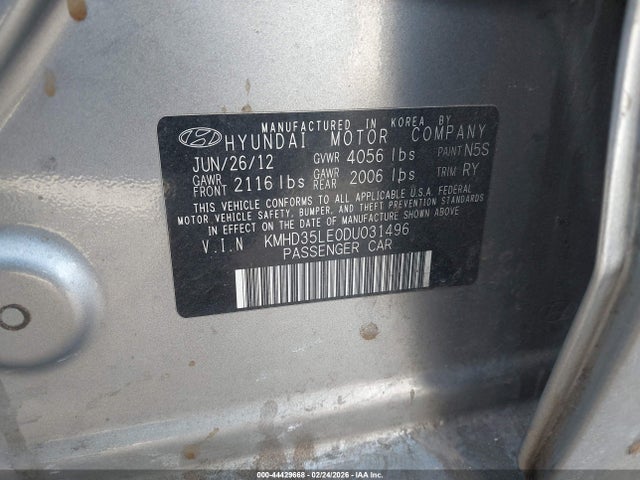 MANUFACTURED IN KOREA BY
HYUNDAI MOTOR COMPANY
JUN/26/12 GVWR 4056 lbs PAINT N5S
GAWR FRONT 2116 lbs GAWR REAR 2006 lbs TRIM RY
THIS VEHICLE CONFORMS TO ALL APPLICABLE U.S.A. FEDERAL
MOTOR VEHICLE SAFETY, BUMPER, AND THEFT PREVENTION STANDARDS
IN EFFECT ON THE DATE OF MANUFACTURE SHOWN ABOVE.
V.I.N KMHD35LE0DU031496
PASSENGER CAR
000-44429668 - 02/24/2026 - COPYRIGHT IAA, LLC.